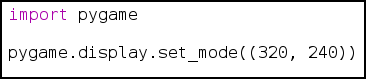 import pygame
pygame.display.set_mode((320, 240))